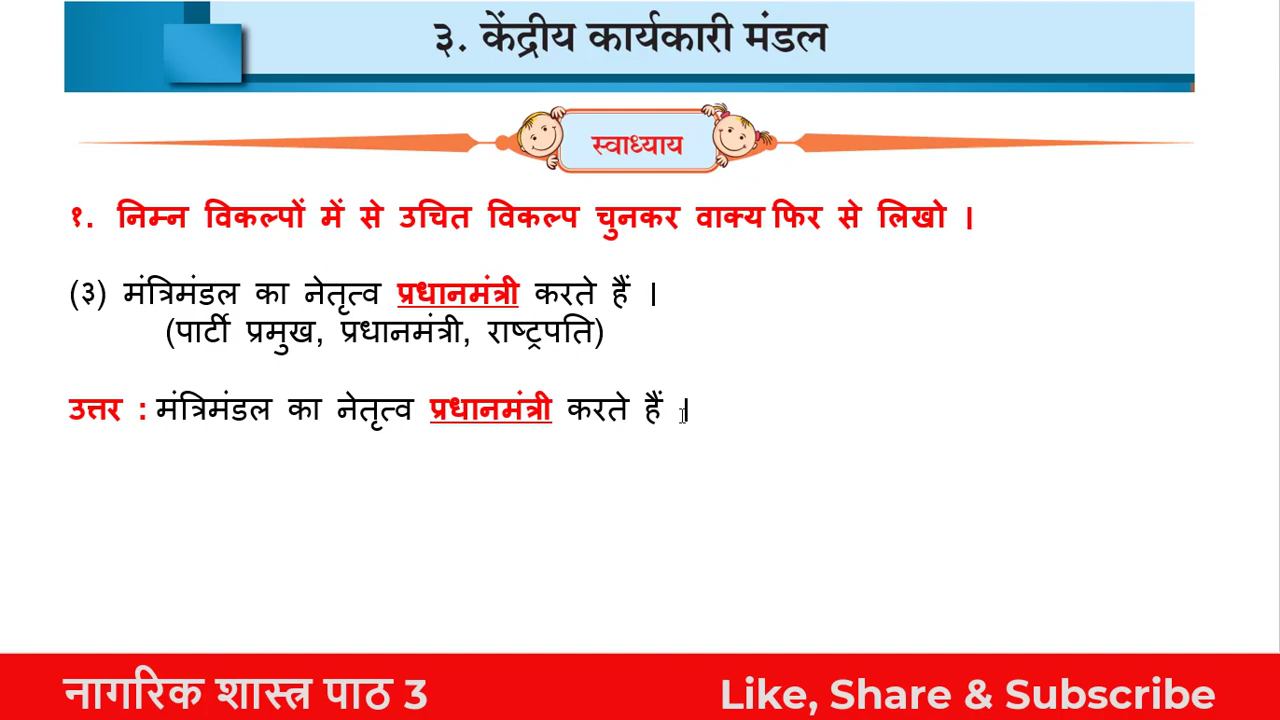 ३. केंद्रीय कार्यकारी मंडल
स्वाध्याय
१. निम्न विकल्पों में से उचित विकल्प चुनकर वाक्य फिर से लिखो ।
(३) मंत्रिमंडल का नेतृत्व प्रधानमंत्री करते हैं ।
(पार्टी प्रमुख, प्रधानमंत्री, राष्ट्रपति)
उत्तर : मंत्रिमंडल का नेतृत्व प्रधानमंत्री करते हैं ।
नागरिक शास्त्र पाठ 3
Like, Share & Subscribe